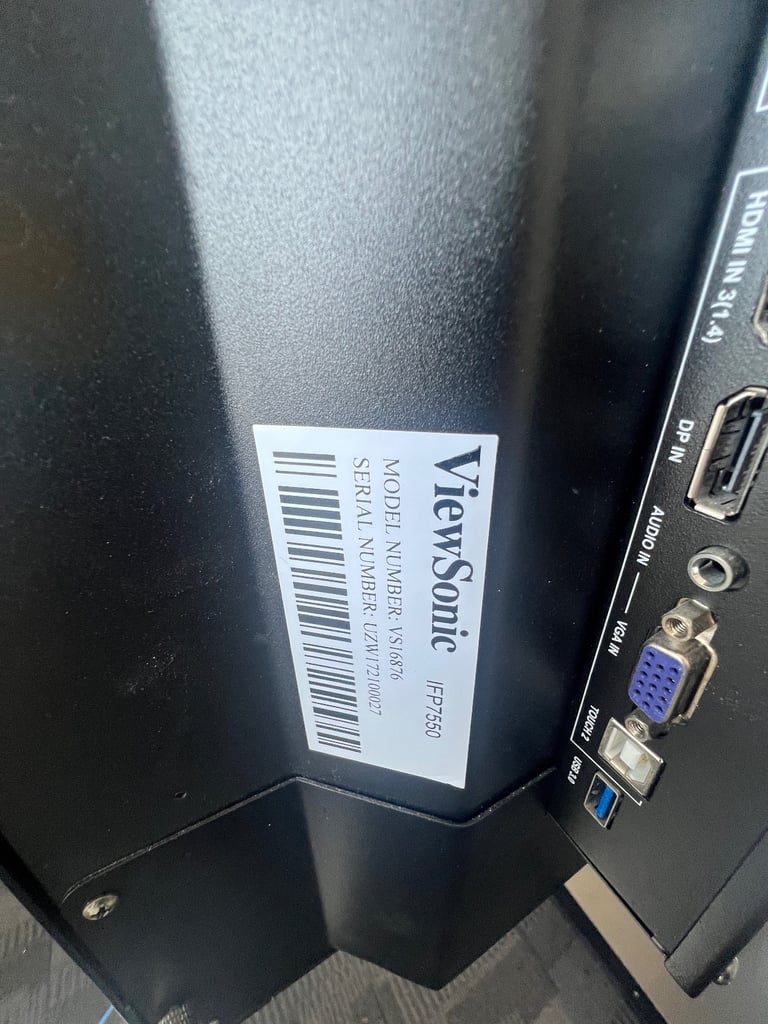 ViewSonic IFP7550
MODEL NUMBER: VS16876
SERIAL NUMBER: UZW172100027
HDMI IN 3(1.4)
DP IN
AUDIO IN
VGA IN
TOUCH 2
USB 3.0